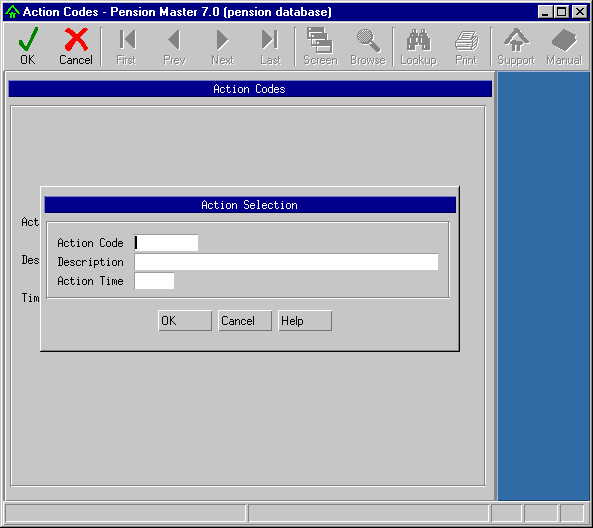 Action Codes - Pension Master 7.0 (pension database)
OK Cancel First Prev Next Last Screen Browse Lookup Print Support Manual
Action Codes
Action Selection
Act
Action Code
Des
Description
Action Time
Tim
OK Cancel Help